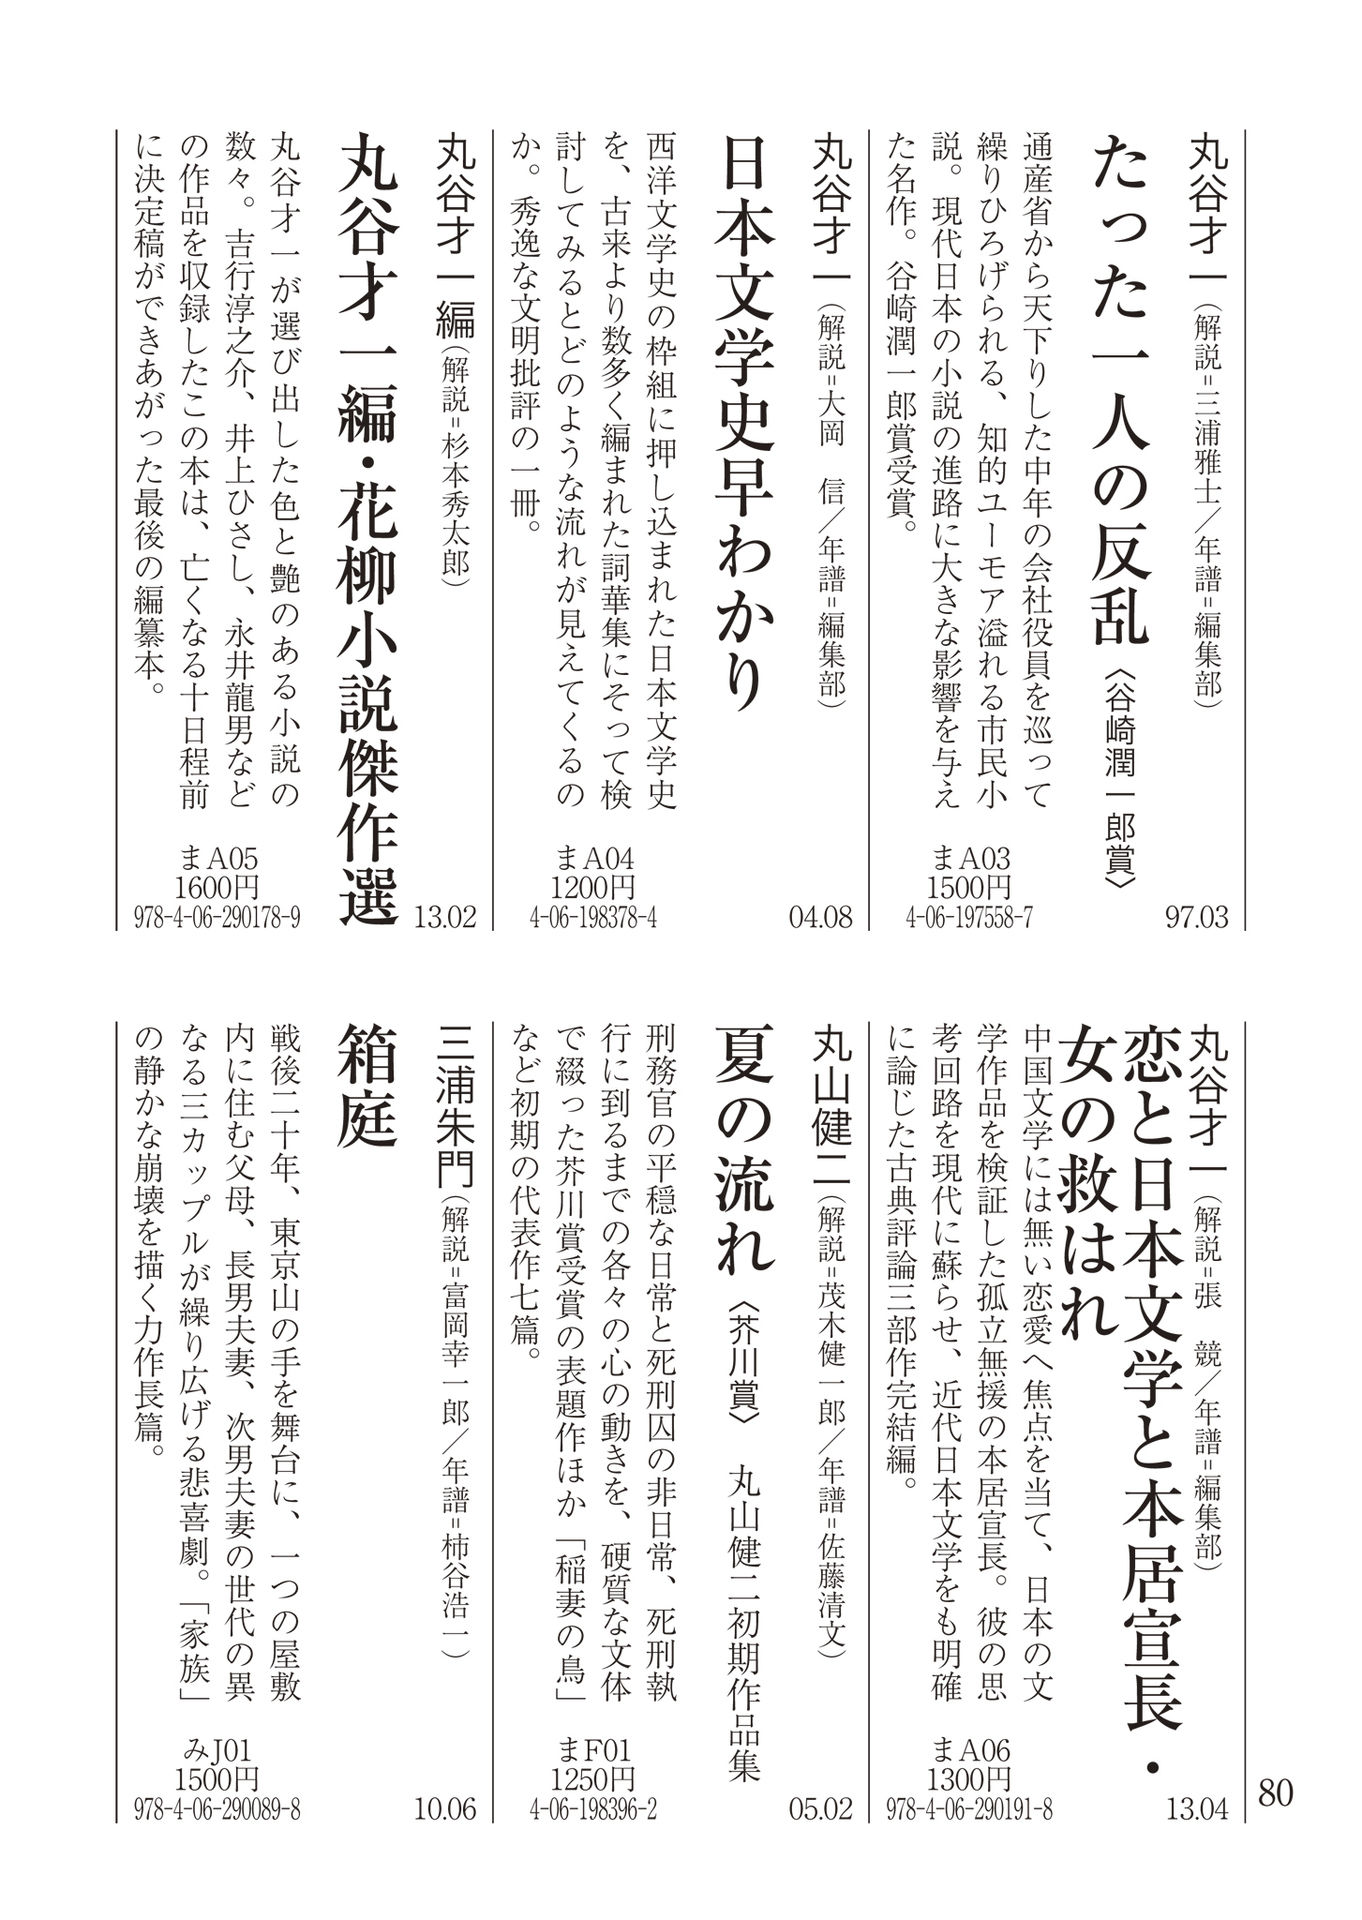 丸谷才一（解説=三浦雅士／年譜=編集部）
たった一人の反乱〈谷崎潤一郎賞〉
通産省から天下りした中年の会社役員を巡って
繰りひろげられる、知的ユーモア溢れる市民小
説。現代日本の小説の進路に大きな影響を与え
た名作。谷崎潤一郎賞受賞。
まA03
1500円
4-06-197558-7
97.03
丸谷才一（解説=大岡　信／年譜=編集部）
日本文学史早わかり
西洋文学史の枠組に押し込まれた日本文学史
を、古来より数多く編まれた詞華集にそって検
討してみるとどのような流れが見えてくるの
か。秀逸な文明批評の一冊。
まA04
1200円
4-06-198378-4
04.08
丸谷才一編（解説=杉本秀太郎）
丸谷才一編・花柳小説傑作選
丸谷才一が選び出した色と艶のある小説の
数々。吉行淳之介、井上ひさし、永井龍男など
の作品を収録したこの本は、亡くなる十日程前
に決定稿ができあがった最後の編纂本。
まA05
1600円
978-4-06-290178-9
13.02
丸谷才一（解説=張　競／年譜=編集部）
恋と日本文学と本居宣長・
女の救はれ
中国文学には無い恋愛へ焦点を当て、日本の文
学作品を検証した孤立無援の本居宣長。彼の思
考回路を現代に蘇らせ、近代日本文学をも明確
に論じた古典評論三部作完結編。
まA06
1300円
978-4-06-290191-8
13.04
丸山健二（解説=茂木健一郎／年譜=佐藤清文）
夏の流れ〈芥川賞〉　丸山健二初期作品集
刑務官の平穏な日常と死刑囚の非日常、死刑執
行に到るまでの各々の心の動きを、硬質な文体
で綴った芥川賞受賞の表題作ほか「稲妻の鳥」
など初期の代表作七篇。
まF01
1250円
4-06-198396-2
05.02
三浦朱門（解説=富岡幸一郎／年譜=柿谷浩一）
箱庭
戦後二十年、東京山の手を舞台に、一つの屋敷
内に住む父母、長男夫妻、次男夫妻の世代の異
なる三カップルが繰り広げる悲喜劇。「家族」
の静かな崩壊を描く力作長篇。
みJ01
1500円
978-4-06-290089-8
10.06
80